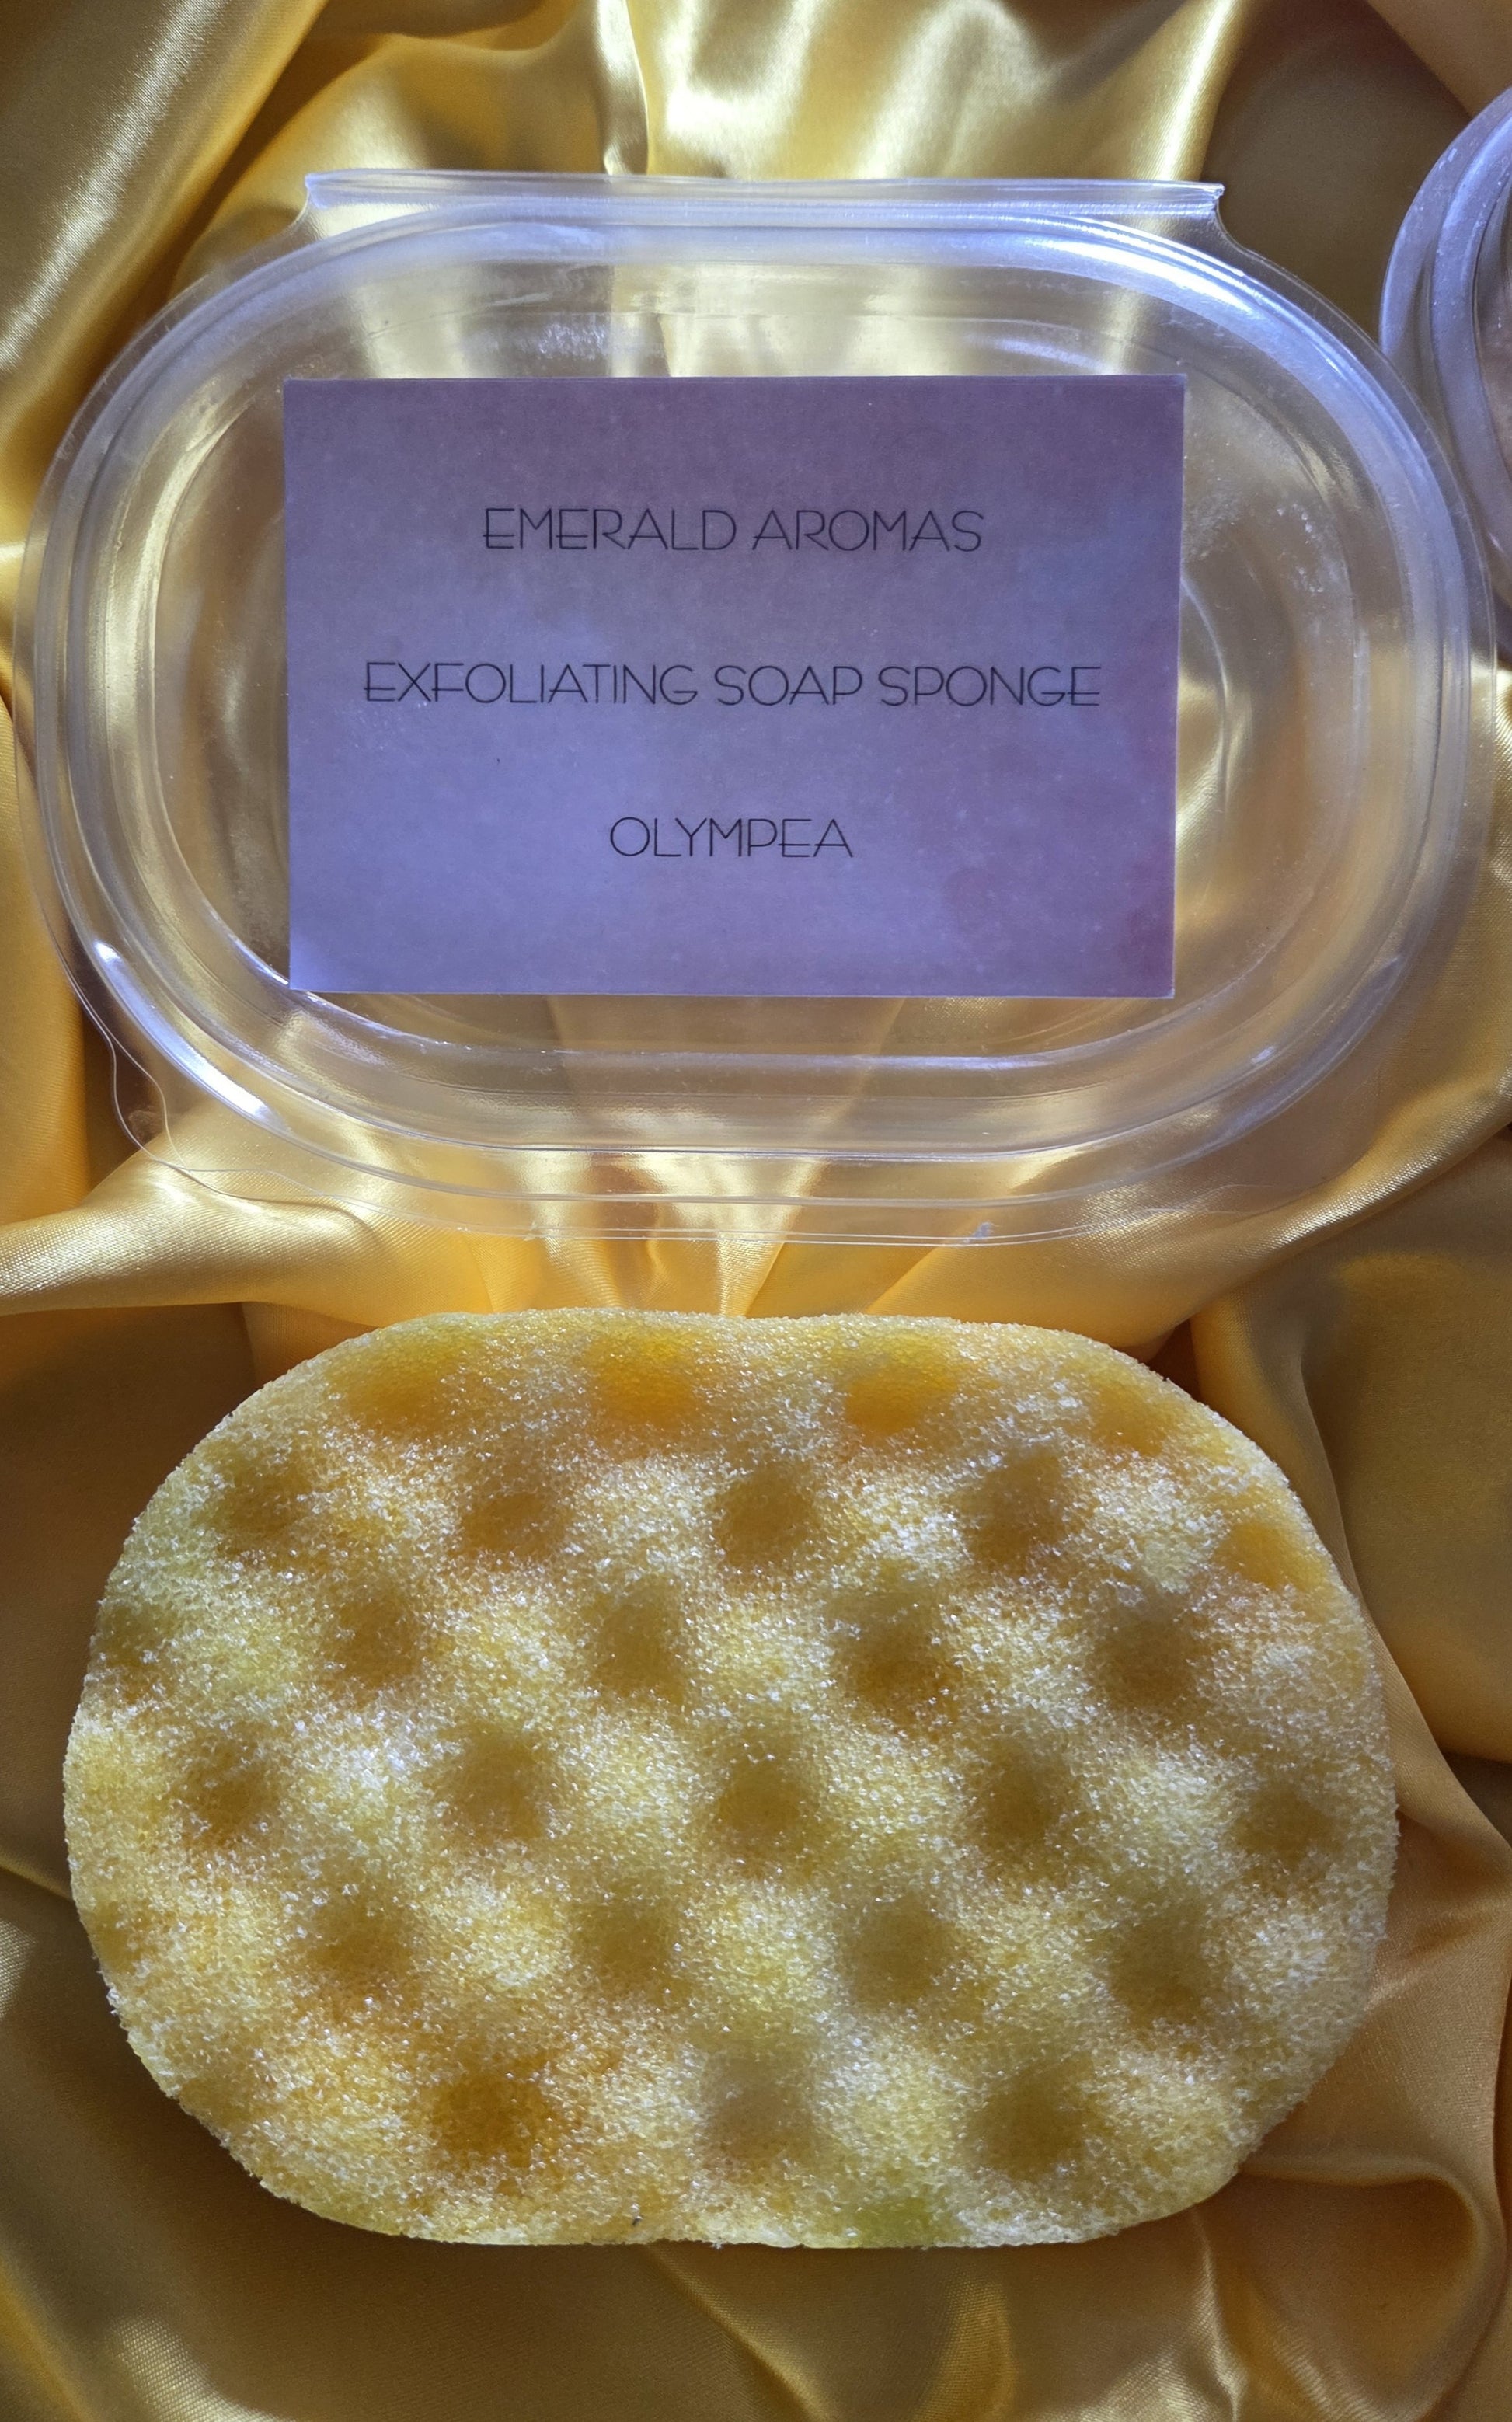 EMERALD AROMAS
EXFOLIATING SOAP SPONGE
OLYMPEA